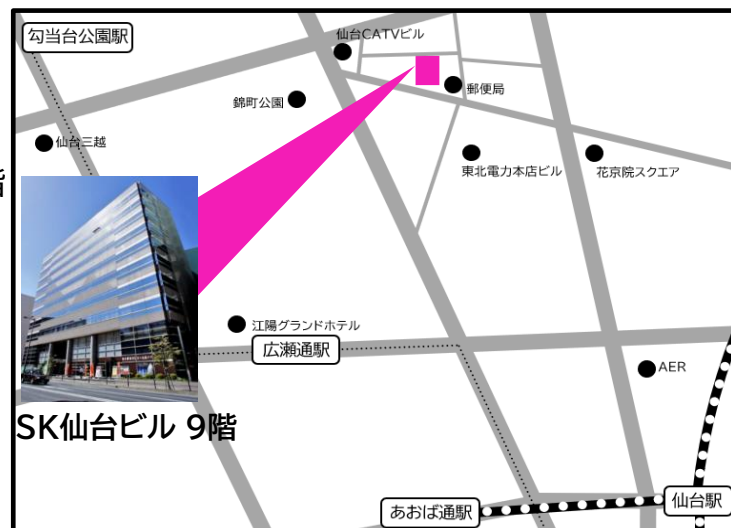 勾当台公園駅
仙台CATVビル
郵便局
錦町公園
仙台三越
東北電力本店ビル
花京院スクエア
階
江陽グランドホテル
広瀬通駅
AER
SK仙台ビル 9階
仙台駅
あおば通駅